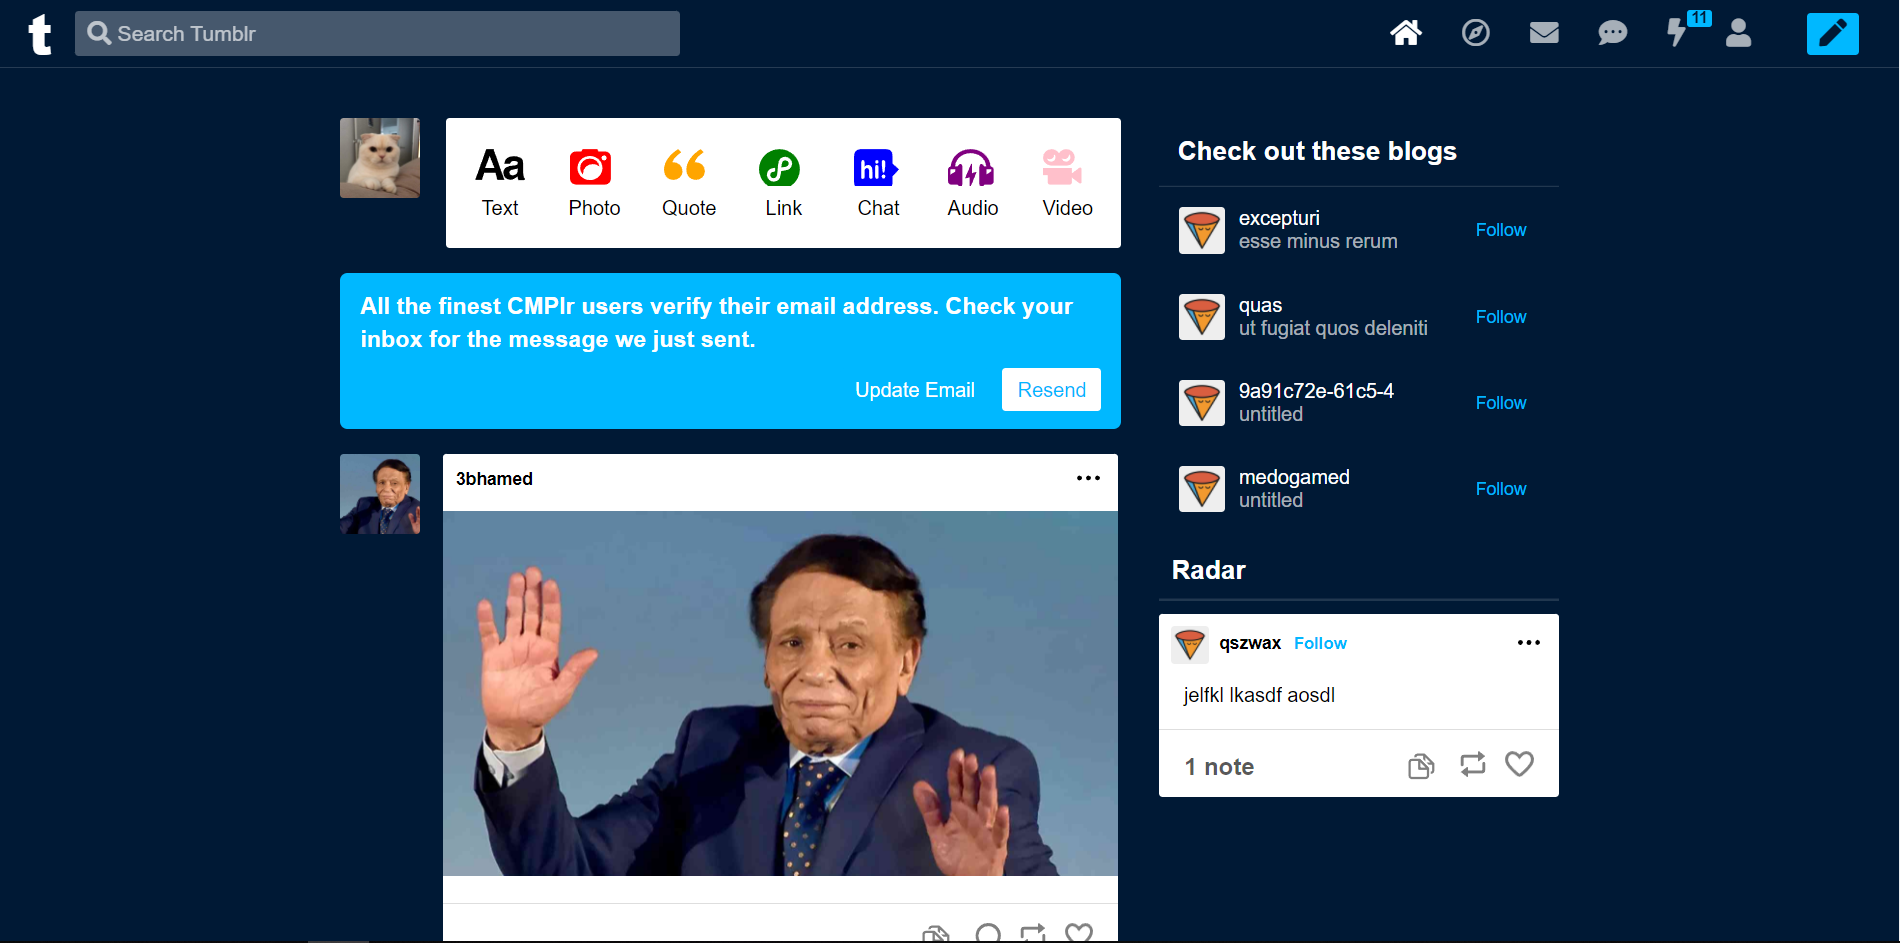 t
Search Tumblr
11
Aa
hi!
Text
Photo
Quote
Link
Chat
Audio
Video
All the finest CMPlr users verify their email address. Check your
inbox for the message we just sent.
Update Email
Resend
3bhamed
Check out these blogs
excepturi
esse minus rerum
Follow
quas
ut fugiat quos deleniti
Follow
9a91c72e-61c5-4
untitled
Follow
medogamed
untitled
Follow
Radar
qszwax Follow
jelfkl lkasdf aosdl
1 note